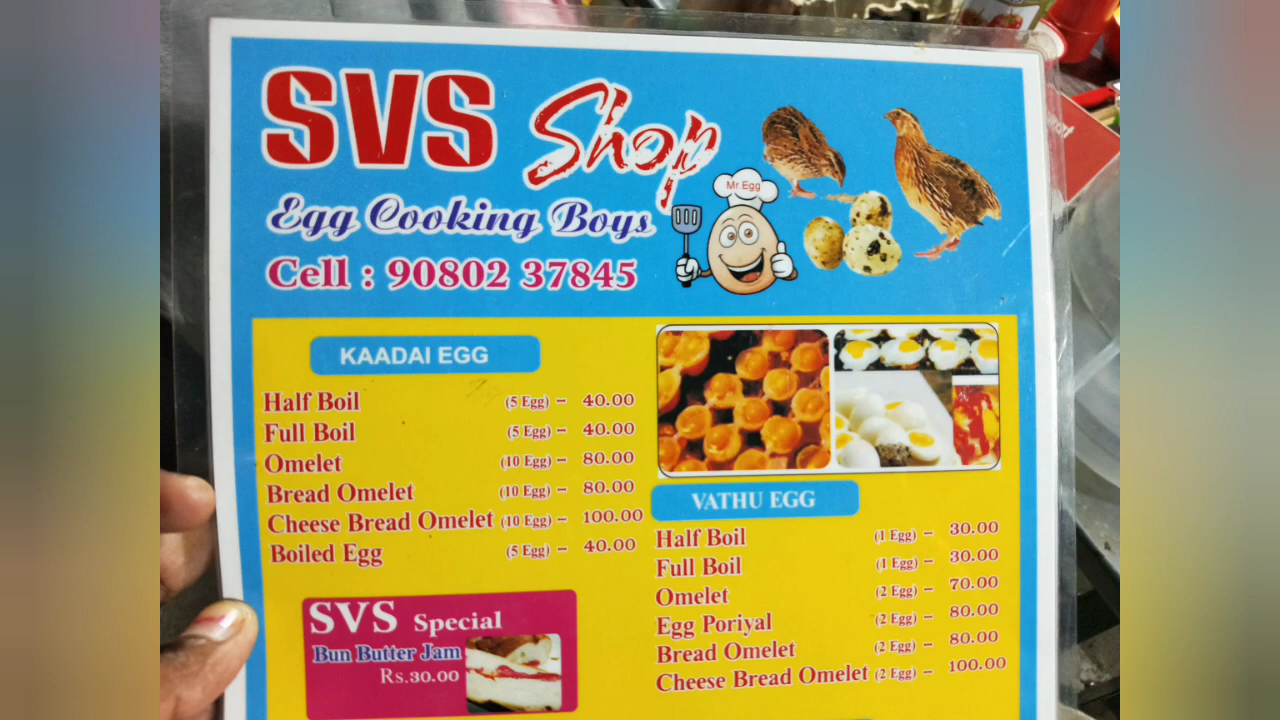 SVS Shop
Mr.Egg
Egg Cooking Boys
Cell : 90802 37845
KAADAI EGG
Half Boil (5 Egg) – 40.00
Full Boil (5 Egg) – 40.00
Omelet (10 Egg) – 80.00
Bread Omelet (10 Egg) – 80.00
Cheese Bread Omelet (10 Egg) – 100.00
Boiled Egg (5 Egg) – 40.00
SVS Special
Bun Butter Jam
Rs.30.00
VATHU EGG
Half Boil (1 Egg) – 30.00
Full Boil (1 Egg) – 30.00
Omelet (2 Egg) – 70.00
Egg Poriyal (2 Egg) – 80.00
Bread Omelet (2 Egg) – 80.00
Cheese Bread Omelet (2 Egg) – 100.00